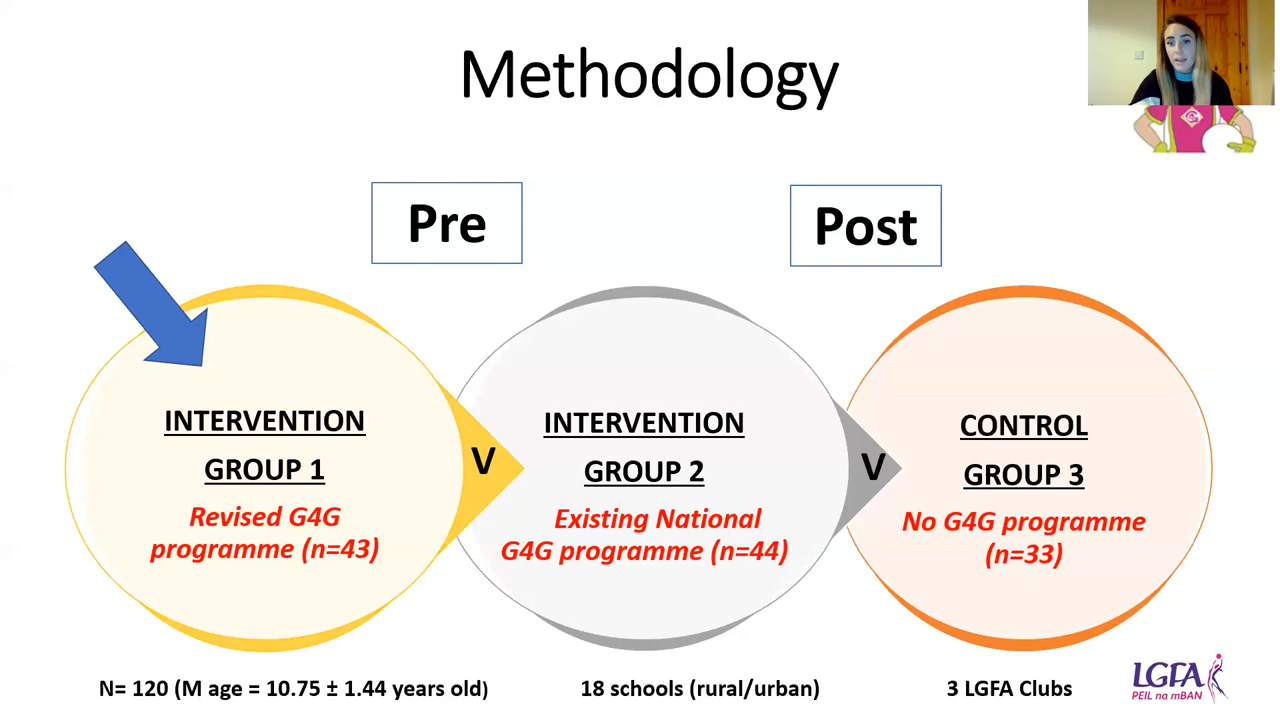 Methodology
Pre
Post
INTERVENTION
GROUP 1
Revised G4G
programme (n=43)
V
INTERVENTION
GROUP 2
Existing National
G4G programme (n=44)
V
CONTROL
GROUP 3
No G4G programme
(n=33)
N= 120 (M age = 10.75 ± 1.44 years old)
18 schools (rural/urban)
3 LGFA Clubs
LGFA
PEIL na mBAN